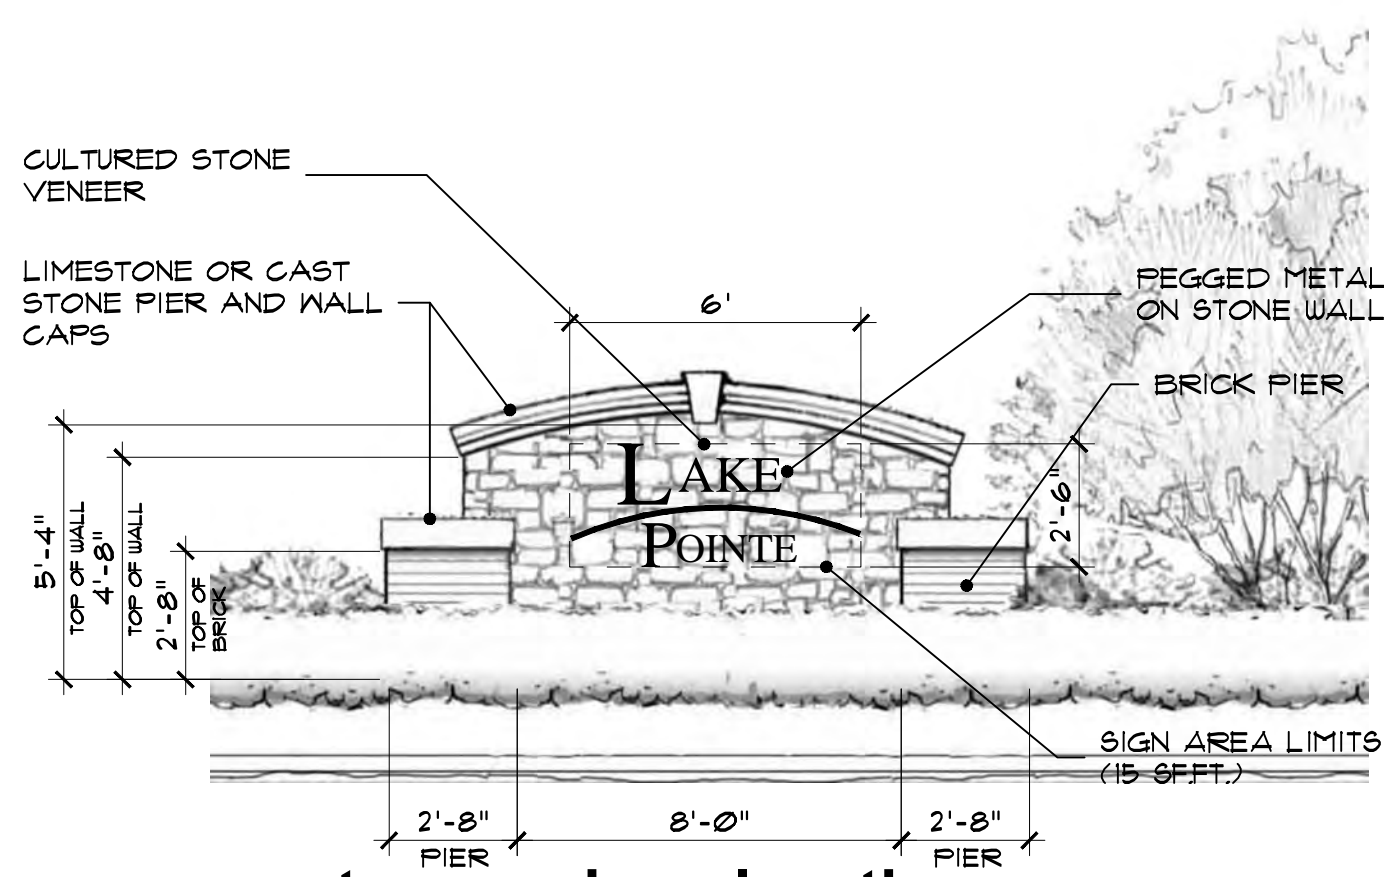 CULTURED STONE
VENEER
LIMESTONE OR CAST
STONE PIER AND WALL
CAPS
6'
PEGGED METAL
ON STONE WALL
BRICK PIER
LAKE
POINTE
2'-6"
5'-4"
TOP OF WALL
4'-8"
TOP OF WALL
2'-8"
TOP OF
BRICK
SIGN AREA LIMITS
(15 SF.FT.)
2'-8"
PIER
8'-0"
2'-8"
PIER